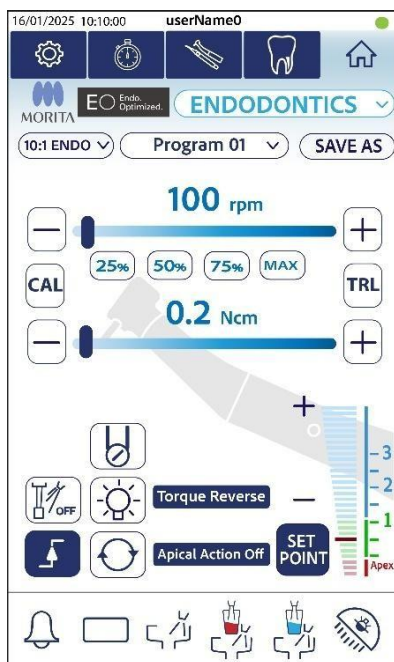 16/01/2025 10:10:00 userName0
MORITA
EO Endo. Optimized.
ENDODONTICS
10:1 ENDO
Program 01
SAVE AS
100 rpm
25% 50% 75% MAX
CAL
TRL
0.2 Ncm
3
2
OFF
Torque Reverse
1
Apical Action Off
SET POINT
Apex